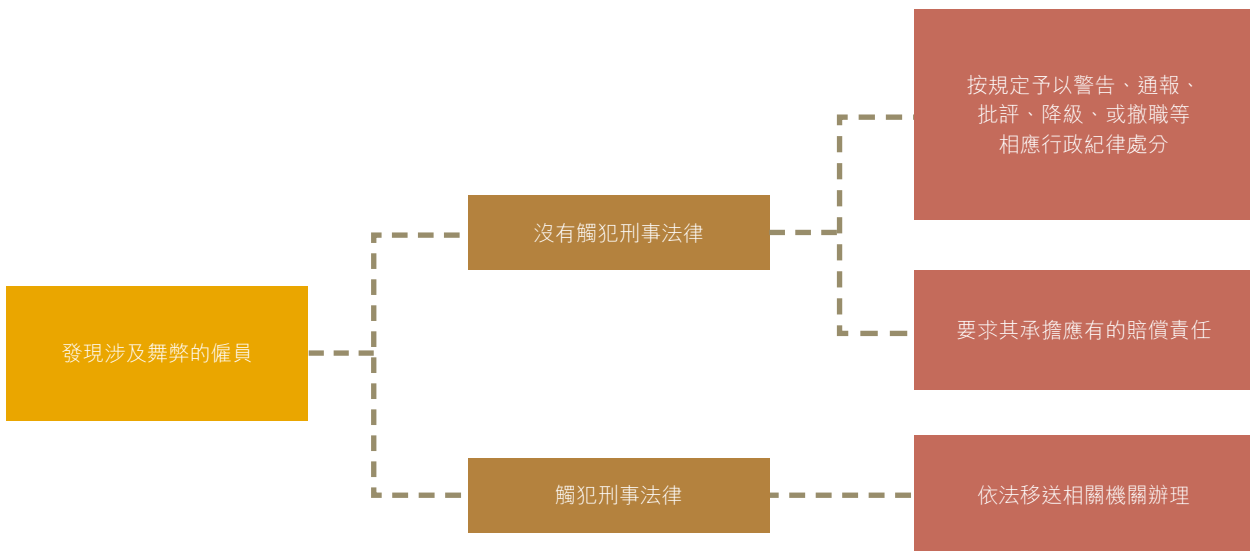 發現涉及舞弊的僱員
沒有觸犯刑事法律
觸犯刑事法律
按規定予以警告、通報、
批評、降級、或撤職等
相應行政紀律處分
要求其承擔應有的賠償責任
依法移送相關機關辦理